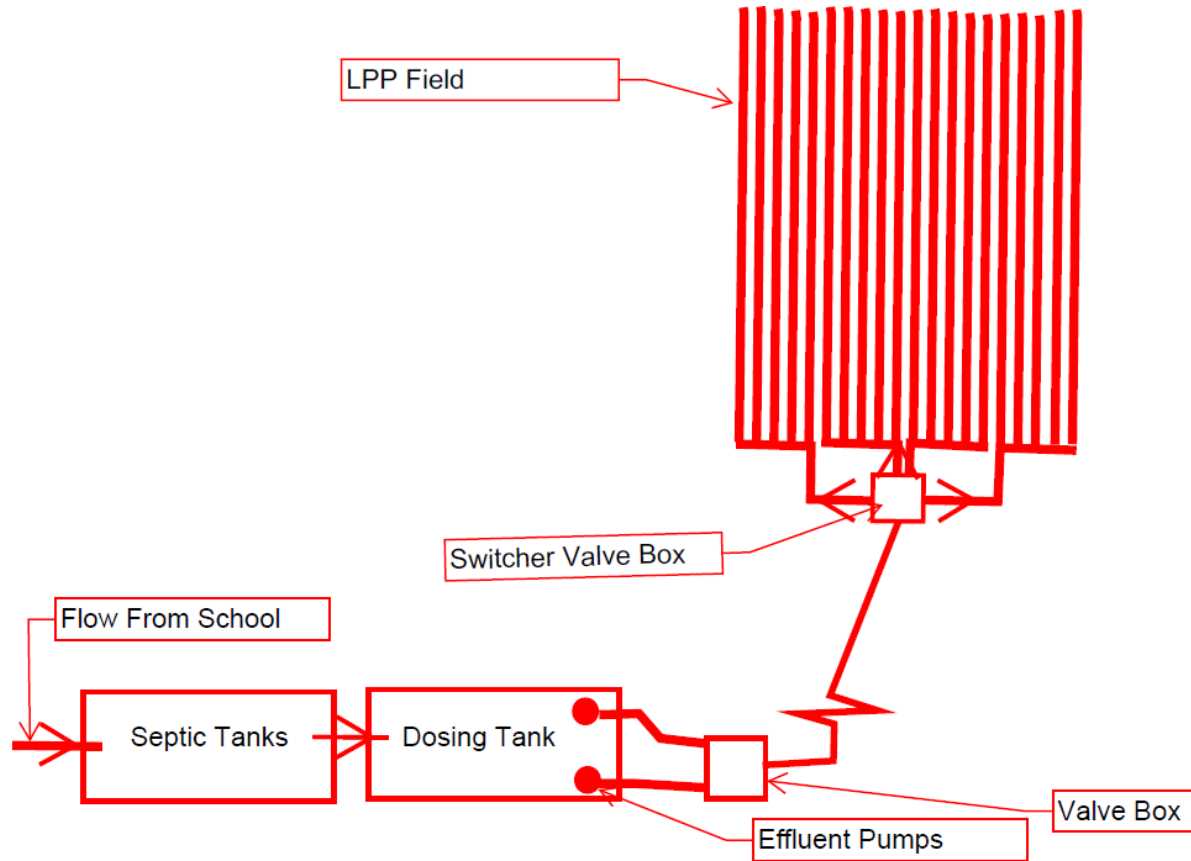 LPP Field
Switcher Valve Box
Flow From School
Septic Tanks
Dosing Tank
Valve Box
Effluent Pumps